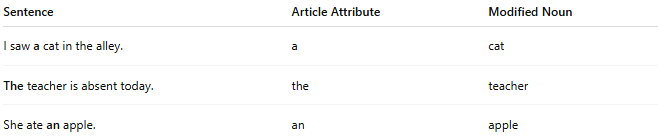 Sentence Article Attribute Modified Noun
I saw a cat in the alley. a cat
The teacher is absent today. the teacher
She ate an apple. an apple